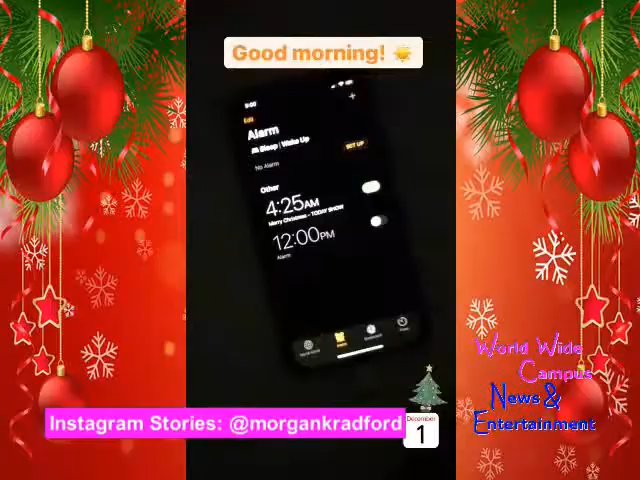 Good morning!
Edit
Alarm
Sleep | Wake Up
No Alarm
SET UP
Other
4:25AM
Merry Christmas - TODAY SHOW
12:00PM
Alarm
World Wide
Campus
News &
Entertainment
Instagram Stories: @morgankradford
December
1